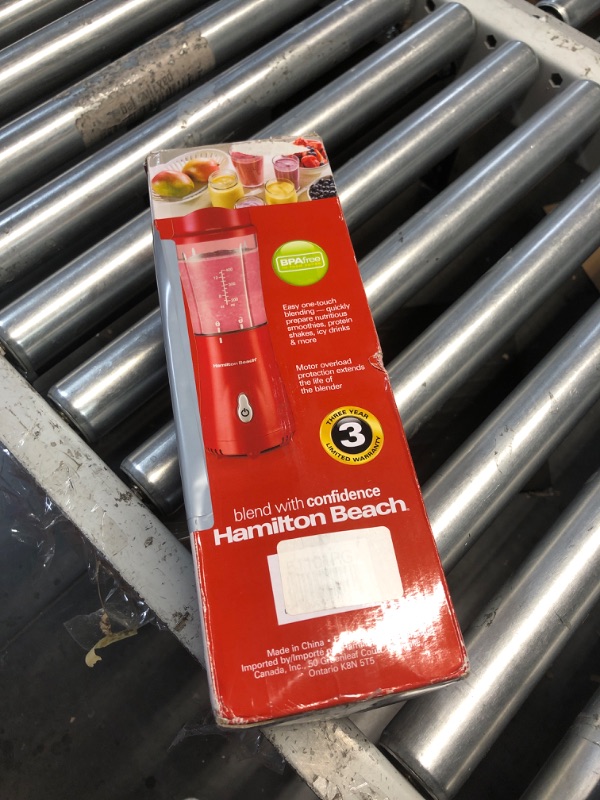 BPAfree
Easy one-touch
blending — quickly
prepare nutritious
smoothies, protein
shakes, icy drinks
& more
Motor overload
protection extends
the life of
the blender
Hamilton Beach
THREE YEAR
3
LIMITED WARRANTY
blend with confidence
Hamilton Beach
Made in China •
Imported by/Importé
Canada, Inc., 50 Greenleaf
Ontario K8N 5T5